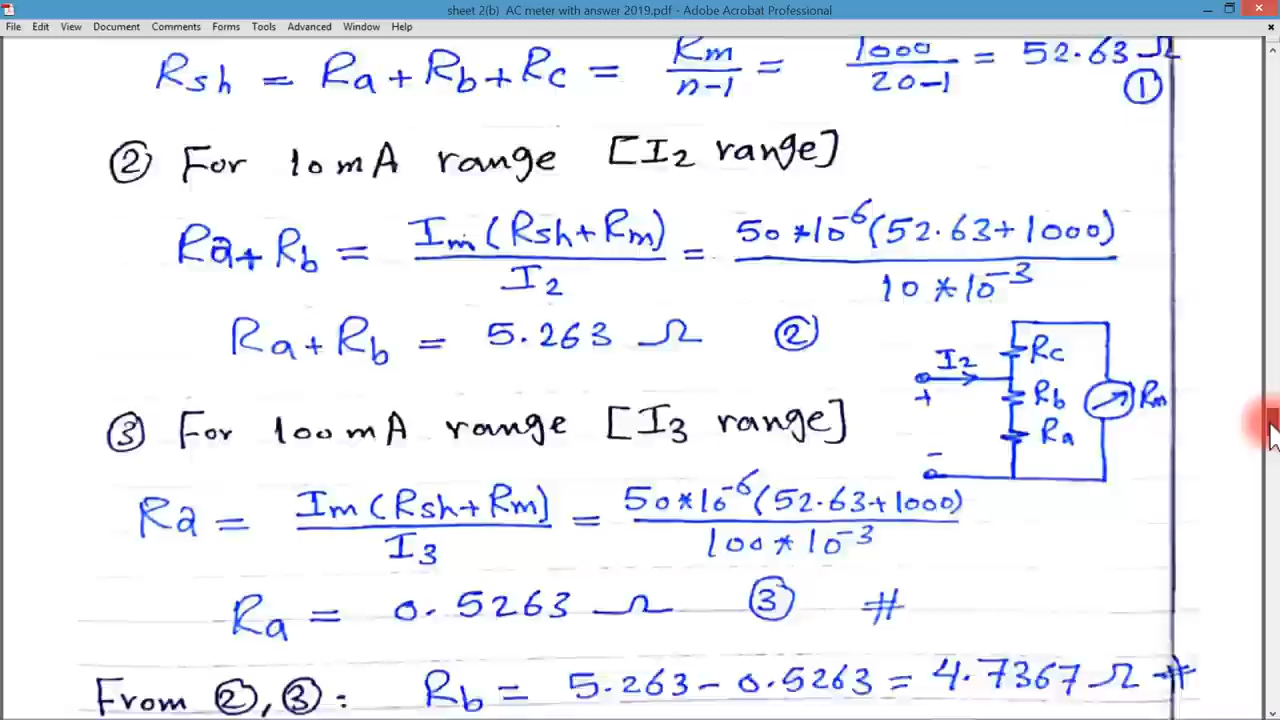 sheet 2(b)  AC meter with answer 2019.pdf - Adobe Acrobat Professional
File Edit View Document Comments Forms Tools Advanced Window Help
Rsh = Ra + Rb + Rc = Rm / n-1 = 1000 / 20-1 = 52.63 Ω ①
② For 10mA range [I2 range]
Ra + Rb = Im (Rsh + Rm) / I2 = 50*10^-6 (52.63+1000) / 10*10^-3
Ra + Rb = 5.263 Ω ②
I2 + - Rc Rb Ra Rm
③ For 100mA range [I3 range]
Ra = Im (Rsh + Rm) / I3 = 50*10^-6 (52.63+1000) / 100*10^-3
Ra = 0.5263 Ω ③ #
From ②, ③: Rb = 5.263 - 0.5263 = 4.7367 Ω #